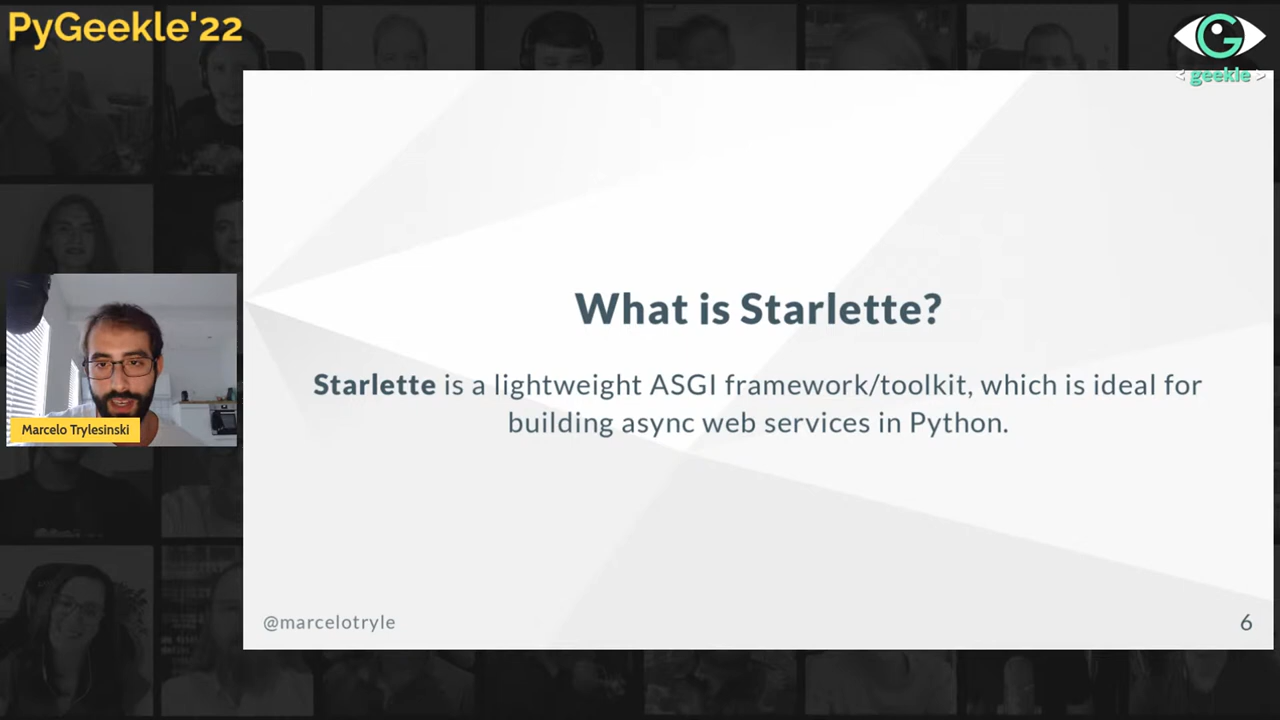 PyGeekle'22
< geekle >
What is Starlette?
Starlette is a lightweight ASGI framework/toolkit, which is ideal for
building async web services in Python.
Marcelo Trylesinski
@marcelotryle
6